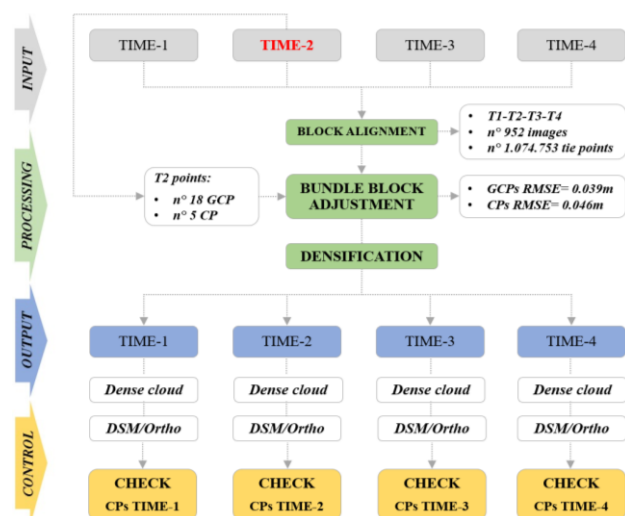 INPUT
TIME-1
TIME-2
TIME-3
TIME-4
BLOCK ALIGNMENT
• T1-T2-T3-T4
• n° 952 images
• n° 1.074.753 tie points
PROCESSING
T2 points:
• n° 18 GCP
• n° 5 CP
BUNDLE BLOCK
ADJUSTMENT
• GCPs RMSE= 0.039m
• CPs RMSE= 0.046m
DENSIFICATION
OUTPUT
TIME-1
TIME-2
TIME-3
TIME-4
Dense cloud
Dense cloud
Dense cloud
Dense cloud
DSM/Ortho
DSM/Ortho
DSM/Ortho
DSM/Ortho
CONTROL
CHECK
CPs TIME-1
CHECK
CPs TIME-2
CHECK
CPs TIME-3
CHECK
CPs TIME-4